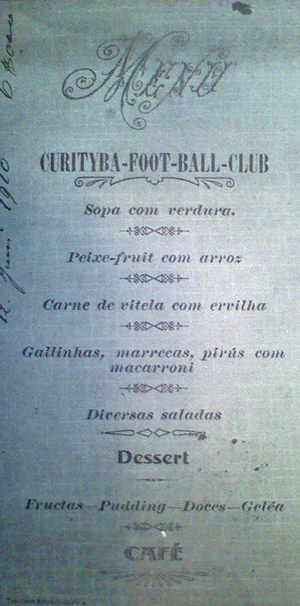 Menu
CURITYBA-FOOT-BALL-CLUB
Sopa com verdura.
Peixe-fruit com arroz
Carne de vitela com ervilha
Gallinhas, marrecas, pirús com
macarroni
Diversas saladas
Dessert
Fructas—Pudding—Doces—Geléa
CAFÉ
1910